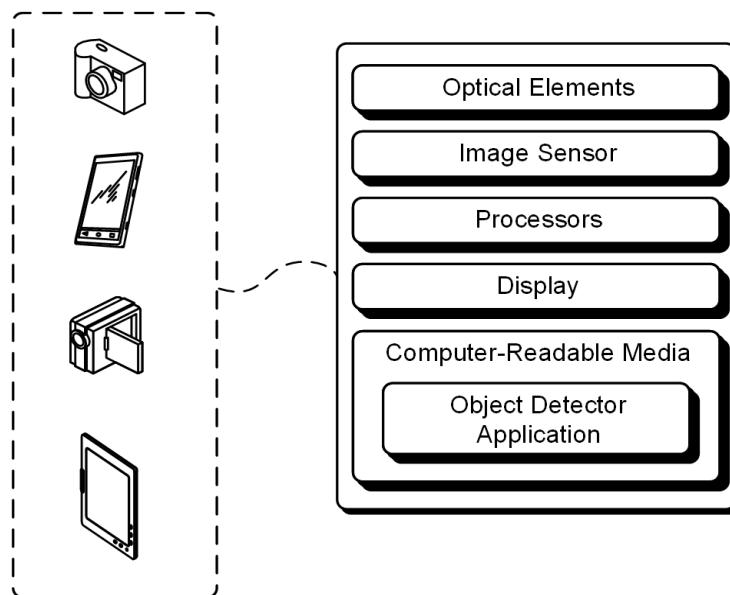 Optical Elements
Image Sensor
Processors
Display
Computer-Readable Media
Object Detector
Application